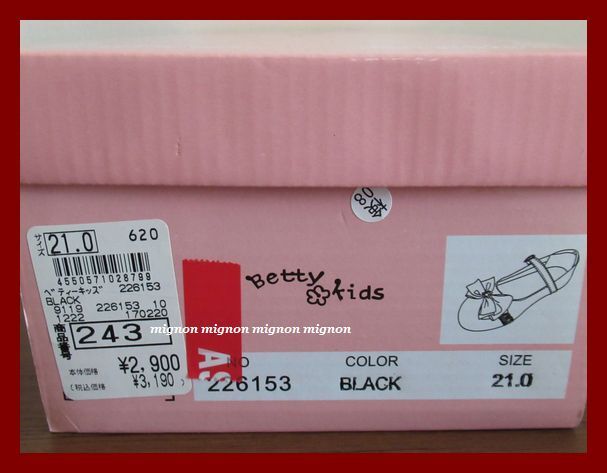 検 80
サイズ 21.0 620
4550571028799
ベティーキッズ 226153
BLACK
9119 226153 10
1222 170220
商品番号 243
本体価格 ¥2,900
(税込価格 ¥3,190)
AS
Betty kids
mignon mignon mignon mignon
NO COLOR SIZE
226153 BLACK 21.0